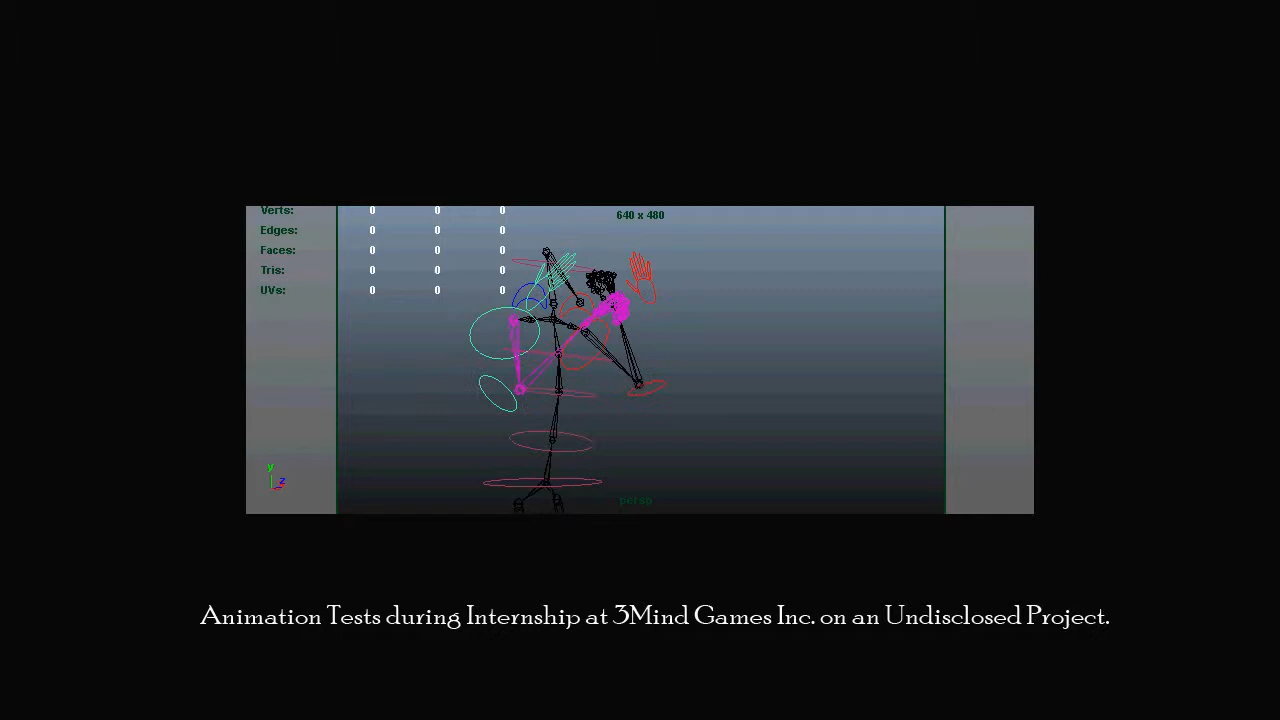 Verts: 0 0 0
640 x 480
Edges: 0 0 0
Faces: 0 0 0
Tris: 0 0 0
UVs: 0 0 0
y
z
persp
Animation Tests during Internship at 3Mind Games Inc. on an Undisclosed Project.